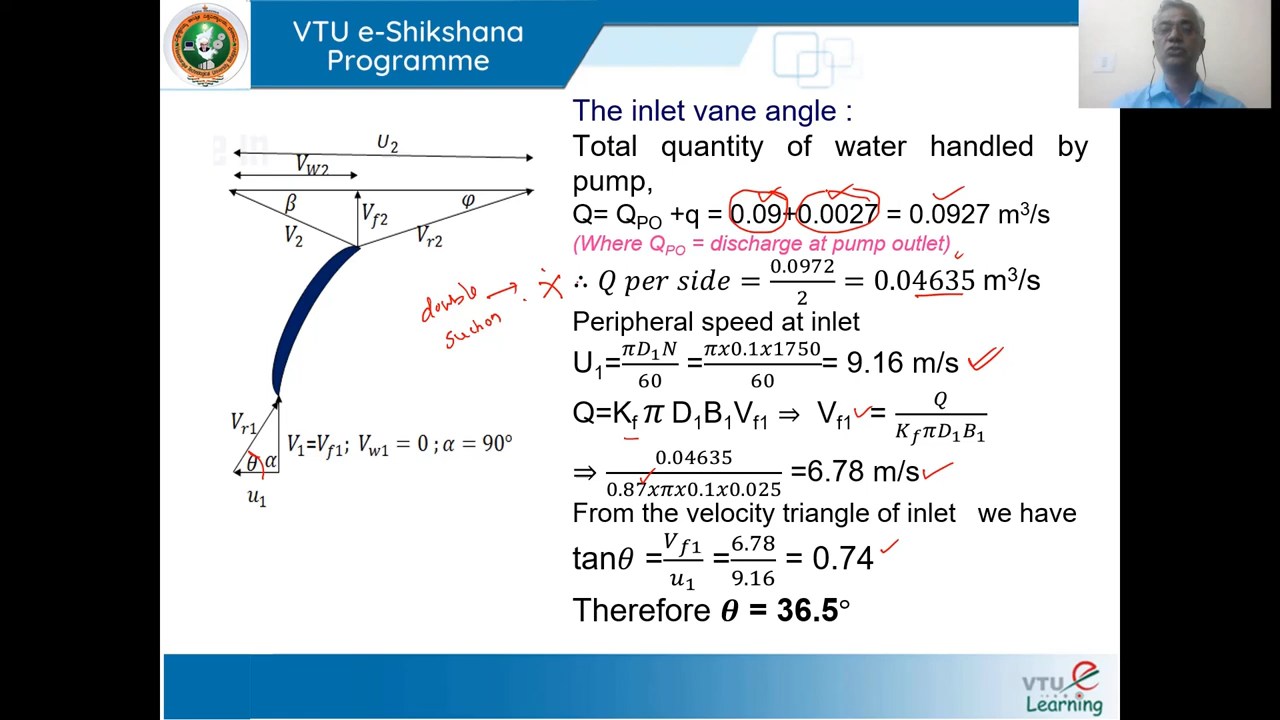 VTU e-Shikshana
Programme
The inlet vane angle :
Total quantity of water handled by
pump,
Q= Q_PO +q = 0.09+0.0027 = 0.0927 m³/s
(Where Q_PO = discharge at pump outlet)
∴ Q per side = 0.0972/2 = 0.04635 m³/s
Peripheral speed at inlet
U₁= πD₁N/60 = πx0.1x1750/60 = 9.16 m/s
Q=K_f π D₁B₁V_f1 ⇒ V_f1 = Q/K_fπD₁B₁
⇒ 0.04635/0.87xπx0.1x0.025 =6.78 m/s
From the velocity triangle of inlet we have
tanθ = V_f1/u₁ = 6.78/9.16 = 0.74
Therefore θ = 36.5°
U₂
V_W2
β
φ
V_f2
V₂
V_r2
double
suction
V_r1
V₁=V_f1; V_w1 = 0 ; α = 90°
θ
α
u₁
VTU e
Learning